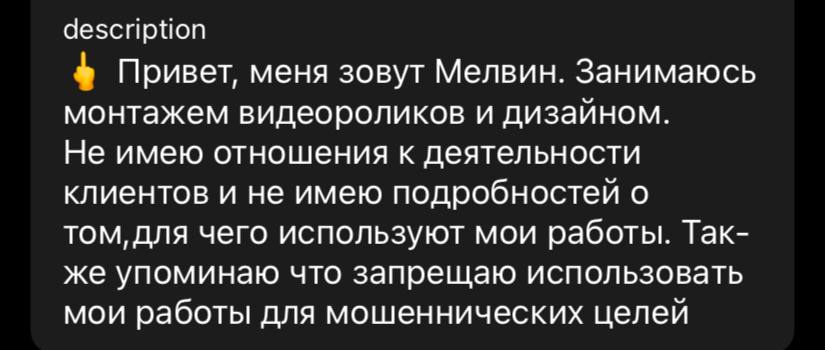 description
🖕 Привет, меня зовут Мелвин. Занимаюсь
монтажем видеороликов и дизайном.
Не имею отношения к деятельности
клиентов и не имею подробностей о
том,для чего используют мои работы. Так-
же упоминаю что запрещаю использовать
мои работы для мошеннических целей